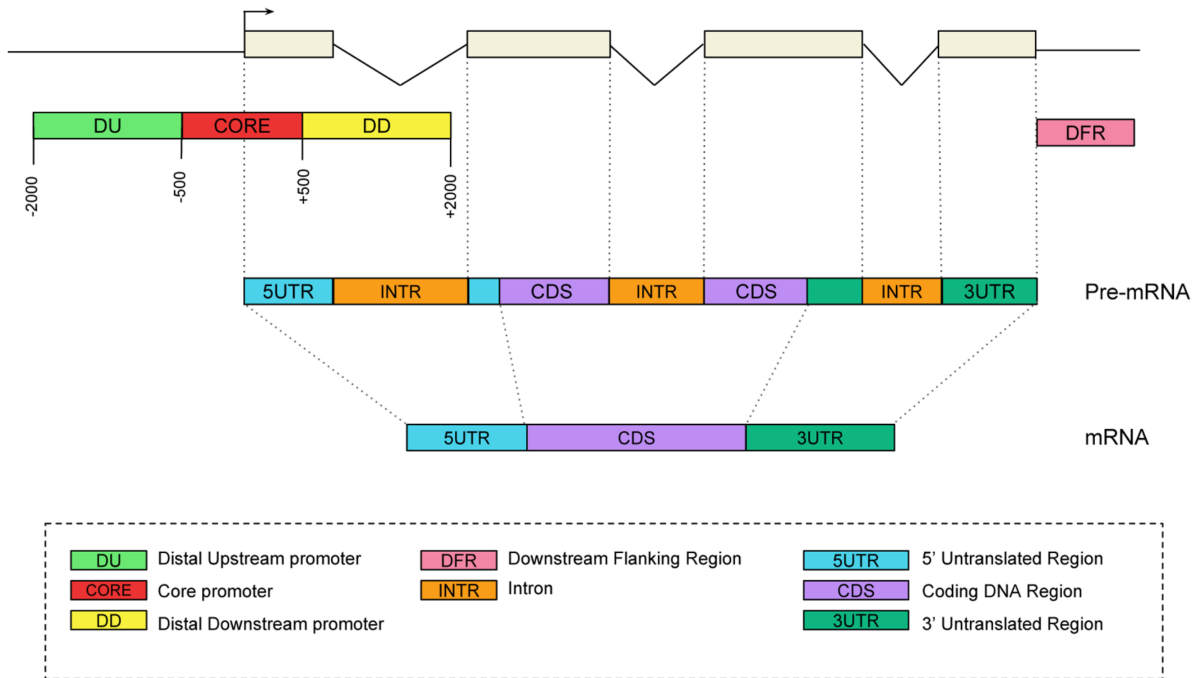 DU CORE DD DFR
-2000 -500 +500 +2000
5UTR INTR CDS INTR CDS INTR 3UTR Pre-mRNA
5UTR CDS 3UTR mRNA
DU Distal Upstream promoter DFR Downstream Flanking Region 5UTR 5' Untranslated Region
CORE Core promoter INTR Intron CDS Coding DNA Region
DD Distal Downstream promoter 3UTR 3' Untranslated Region